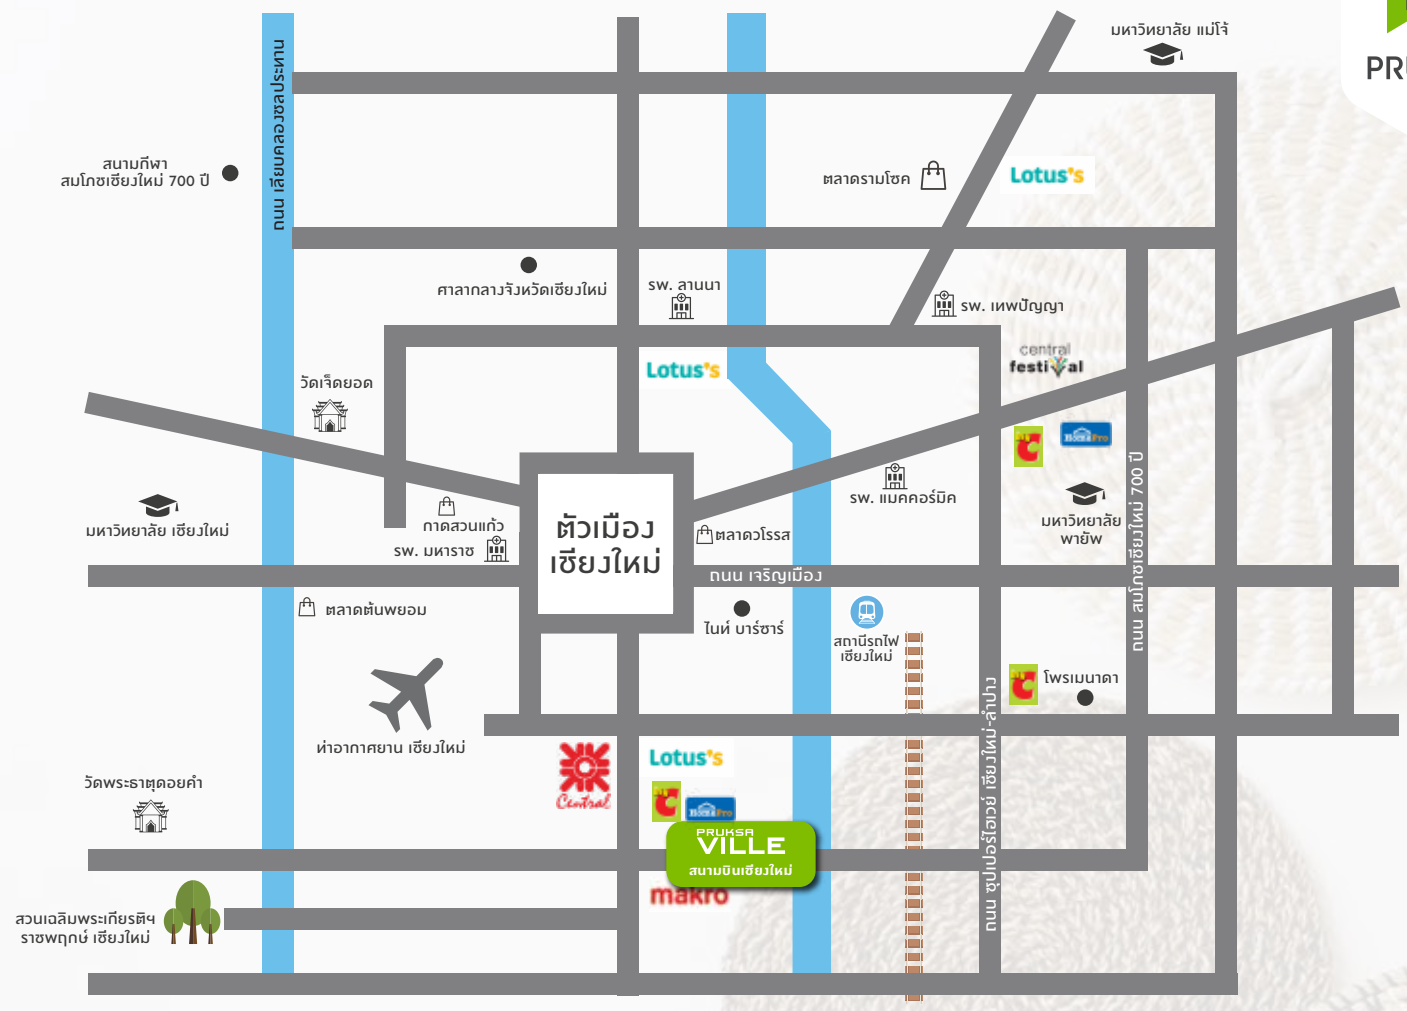 มหาวิทยาลัย แม่โจ้
ถนน เลียบคลองชลประทาน
สนามกีฬา
สมโภชเชียงใหม่ 700 ปี
ตลาดรวมโชค
Lotus's
ศาลากลางจังหวัดเชียงใหม่
รพ. ลานนา
รพ. เทพปัญญา
Lotus's
central
festival
วัดเจ็ดยอด
HomePro
รพ. แมคคอร์มิค
มหาวิทยาลัย เชียงใหม่
กาดสวนแก้ว
รพ. มหาราช
ตัวเมือง
เชียงใหม่
ตลาดวโรรส
มหาวิทยาลัย
พายัพ
ถนน สมโภชเชียงใหม่ 700 ปี
ถนน เจริญเมือง
ตลาดต้นพยอม
ไนท์ บาร์ซาร์
สถานีรถไฟ
เชียงใหม่
โพรเมนาดา
ถนน ซุปเปอร์ไฮเวย์ เชียงใหม่-ลำปาง
ท่าอากาศยาน เชียงใหม่
Central
Lotus's
HomePro
วัดพระธาตุดอยคำ
PRUKSA
VILLE
สนามบินเชียงใหม่
makro
สวนเฉลิมพระเกียรติฯ
ราชพฤกษ์ เชียงใหม่